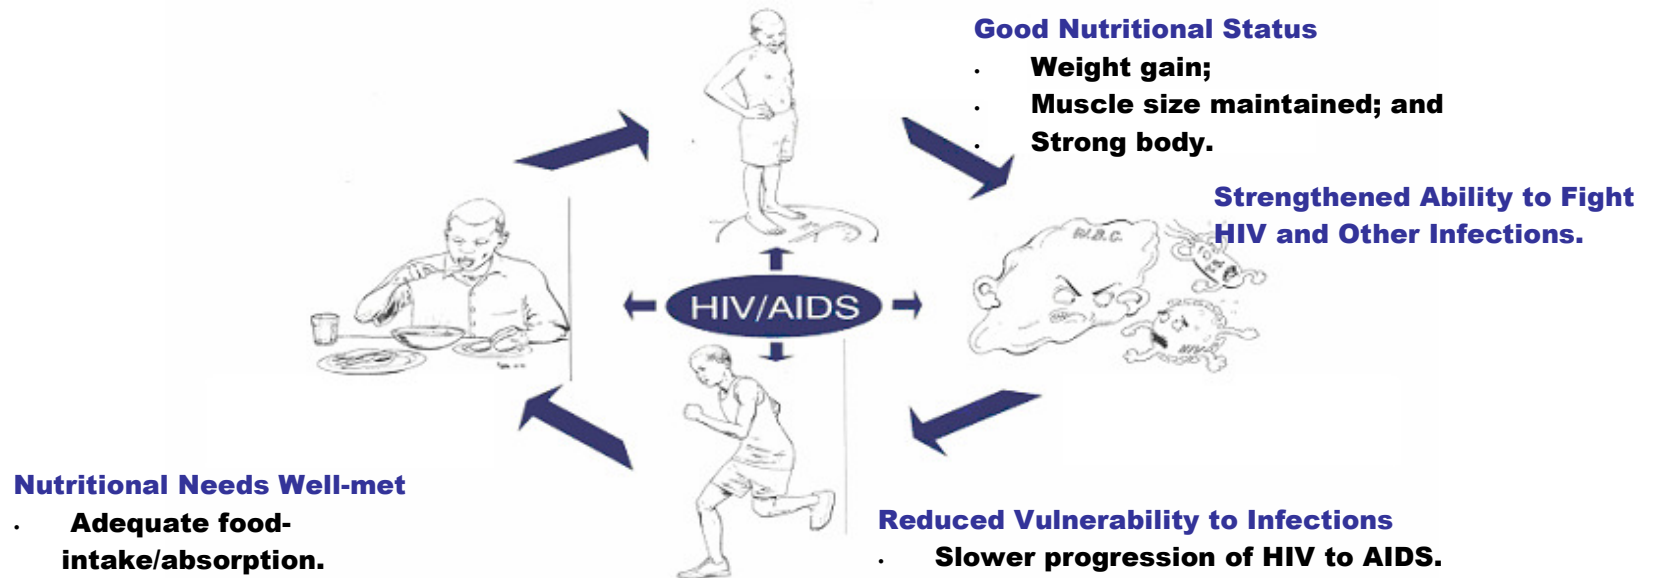 Good Nutritional Status
• Weight gain;
• Muscle size maintained; and
• Strong body.
Strengthened Ability to Fight
HIV and Other Infections.
W.B.C.
HIV/AIDS
HIV
Nutritional Needs Well-met
• Adequate food-
intake/absorption.
Reduced Vulnerability to Infections
• Slower progression of HIV to AIDS.